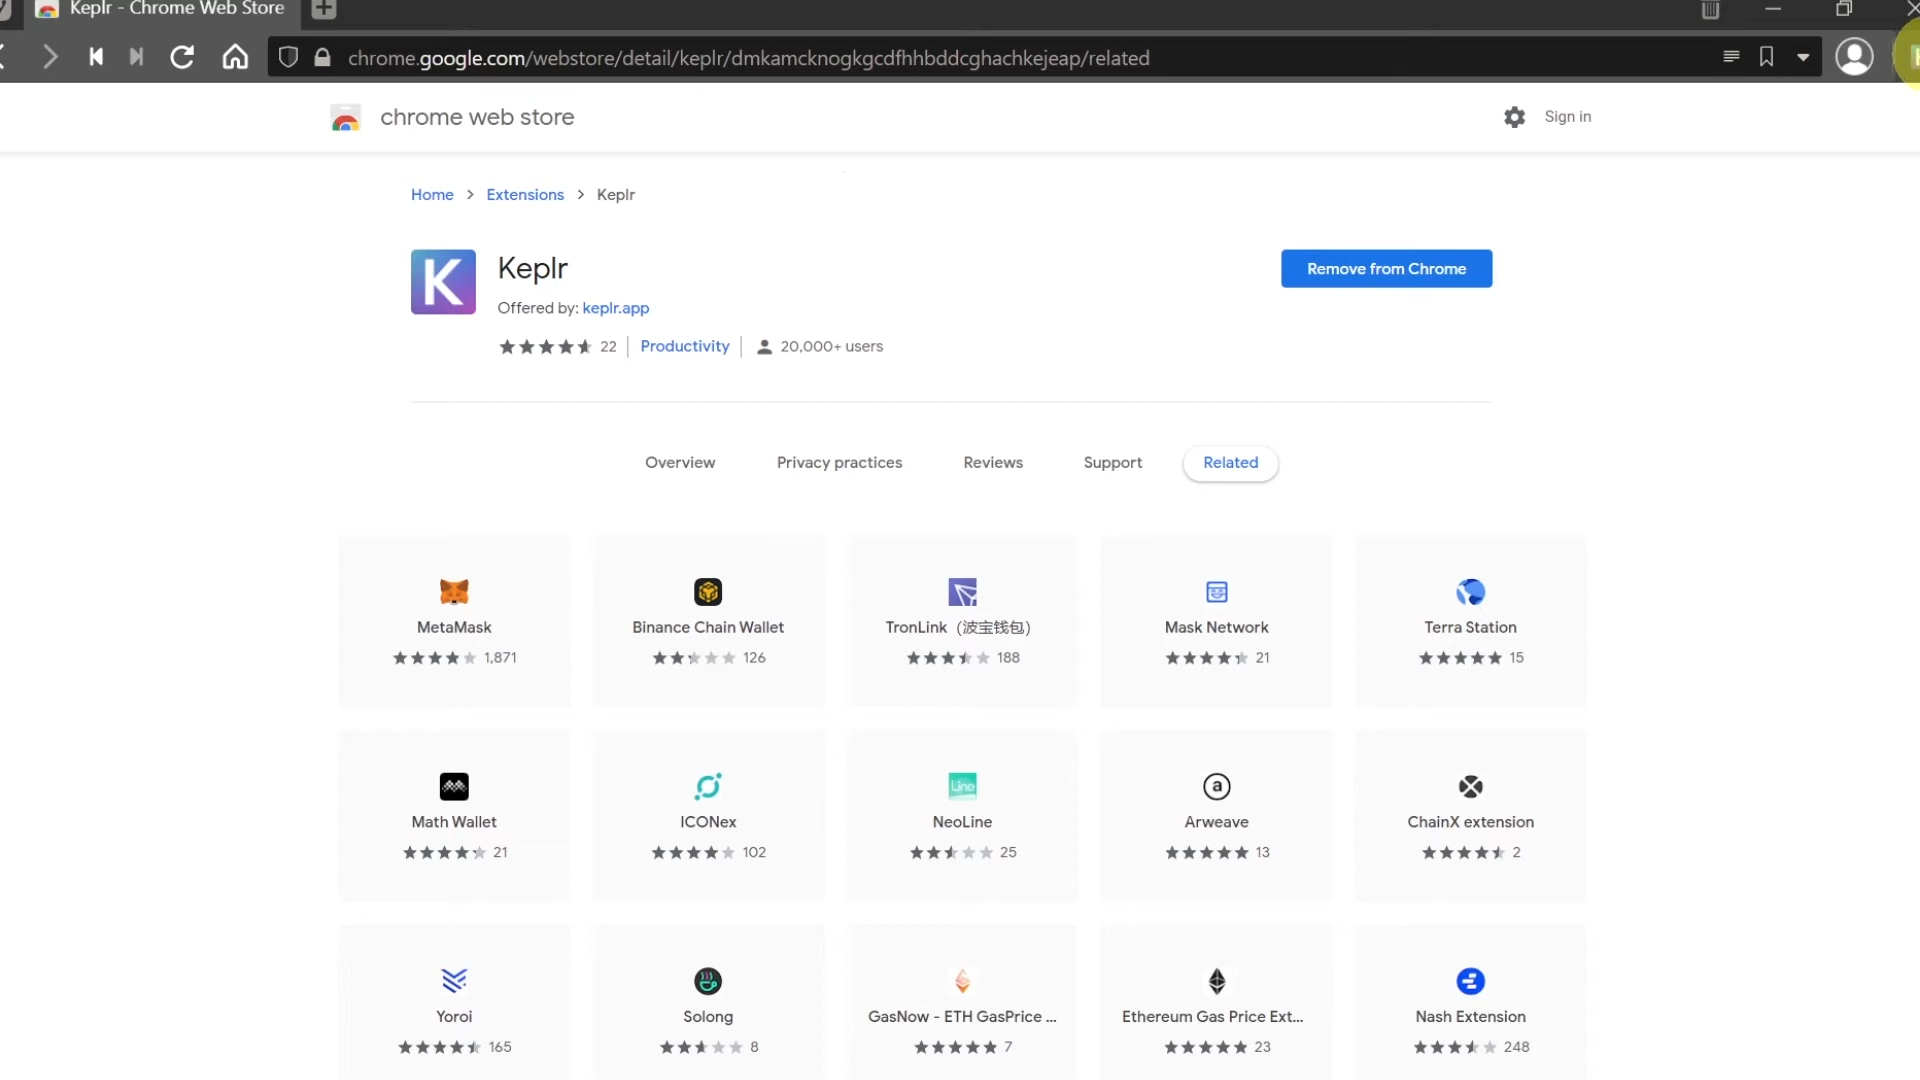 Keplr - Chrome Web Store
chrome.google.com/webstore/detail/keplr/dmkamcknogkgcdfhhbddcghachkejeap/related
chrome web store
Sign in
Home > Extensions > Keplr
K
Keplr
Remove from Chrome
Offered by: keplr.app
22 Productivity 20,000+ users
Overview Privacy practices Reviews Support Related
MetaMask Binance Chain Wallet TronLink（波宝钱包） Mask Network Terra Station
1,871 126 188 21 15
Line a
Math Wallet ICONex NeoLine Arweave ChainX extension
21 102 25 13 2
Yoroi Solong GasNow - ETH GasPrice ... Ethereum Gas Price Ext... Nash Extension
165 8 7 23 248